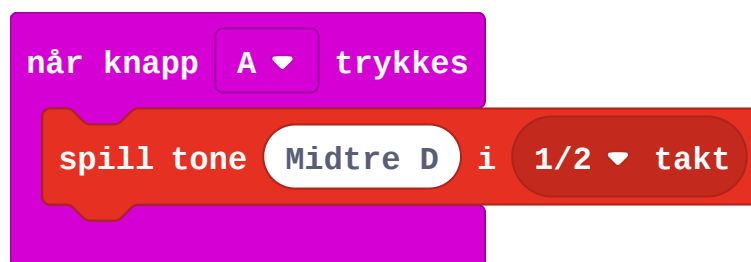 når knapp A trykkes
spill tone Midtre D i 1/2 takt